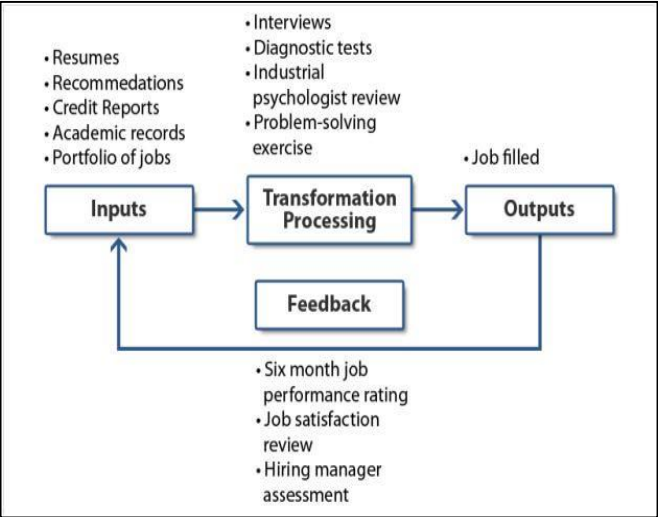 • Resumes
• Recommedations
• Credit Reports
• Academic records
• Portfolio of jobs
Inputs
• Interviews
• Diagnostic tests
• Industrial
psychologist review
• Problem-solving
exercise
Transformation
Processing
• Job filled
Outputs
Feedback
• Six month job
performance rating
• Job satisfaction
review
• Hiring manager
assessment